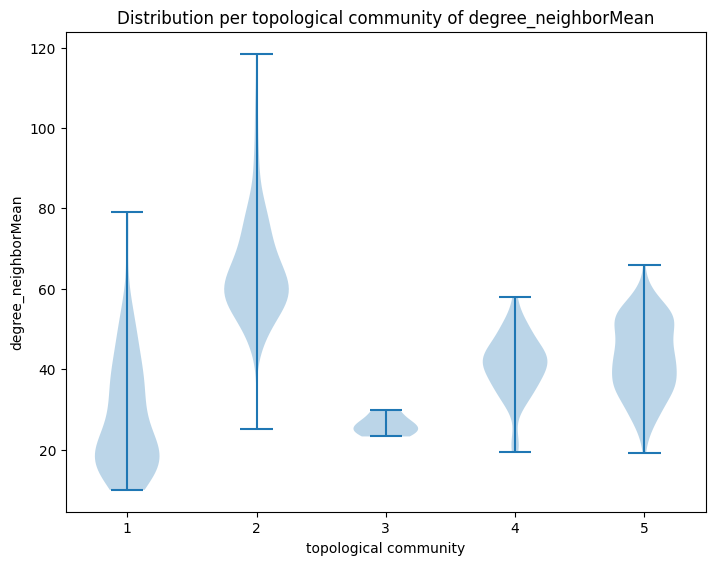 Distribution per topological community of degree_neighborMean
120
100
80
60
40
20
degree_neighborMean
1 2 3 4 5
topological community